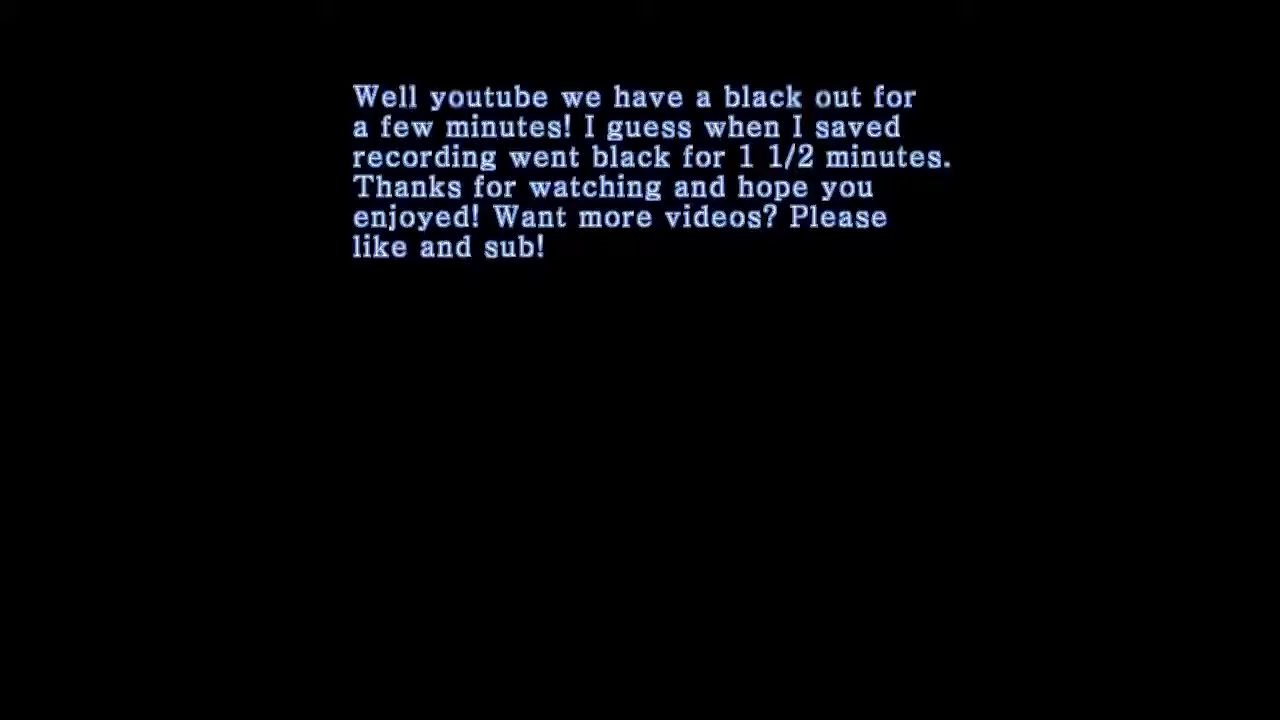 Well youtube we have a black out for
a few minutes! I guess when I saved
recording went black for 1 1/2 minutes.
Thanks for watching and hope you
enjoyed! Want more videos? Please
like and sub!